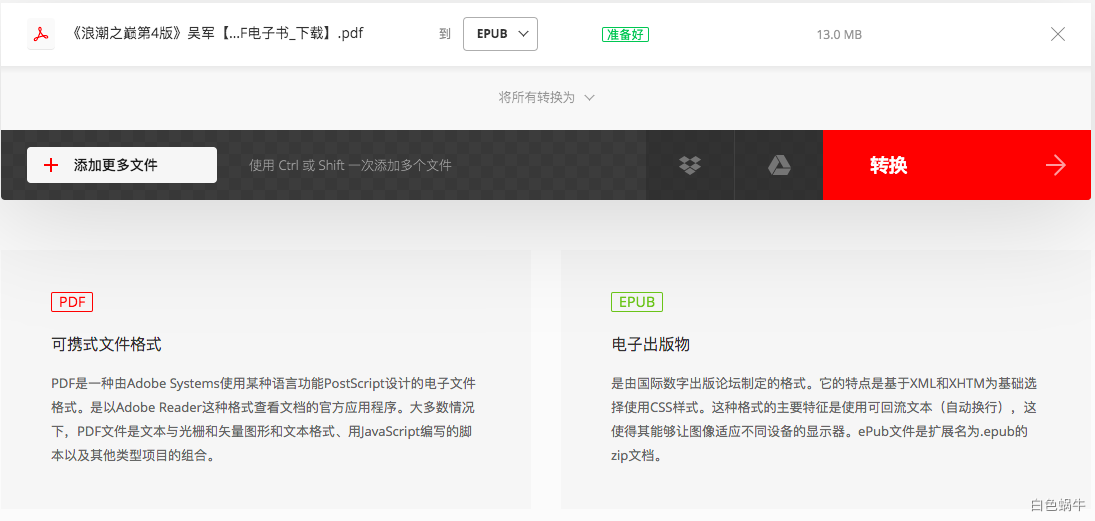 《浪潮之巅第4版》吴军【...F电子书_下载】.pdf
到
EPUB
准备好
13.0 MB
将所有转换为
添加更多文件
使用 Ctrl 或 Shift 一次添加多个文件
转换
PDF
可携式文件格式
PDF是一种由Adobe Systems使用某种语言功能PostScript设计的电子文件
格式。是以Adobe Reader这种格式查看文档的官方应用程序。大多数情况
下，PDF文件是文本与光栅和矢量图形和文本格式、用JavaScript编写的脚
本以及其他类型项目的组合。
EPUB
电子出版物
是由国际数字出版论坛制定的格式。它的特点是基于XML和XHTM为基础选
择使用CSS样式。这种格式的主要特征是使用可回流文本（自动换行），这
使得其能够让图像适应不同设备的显示器。ePub文件是扩展名为.epub的
zip文档。
白色蜗牛